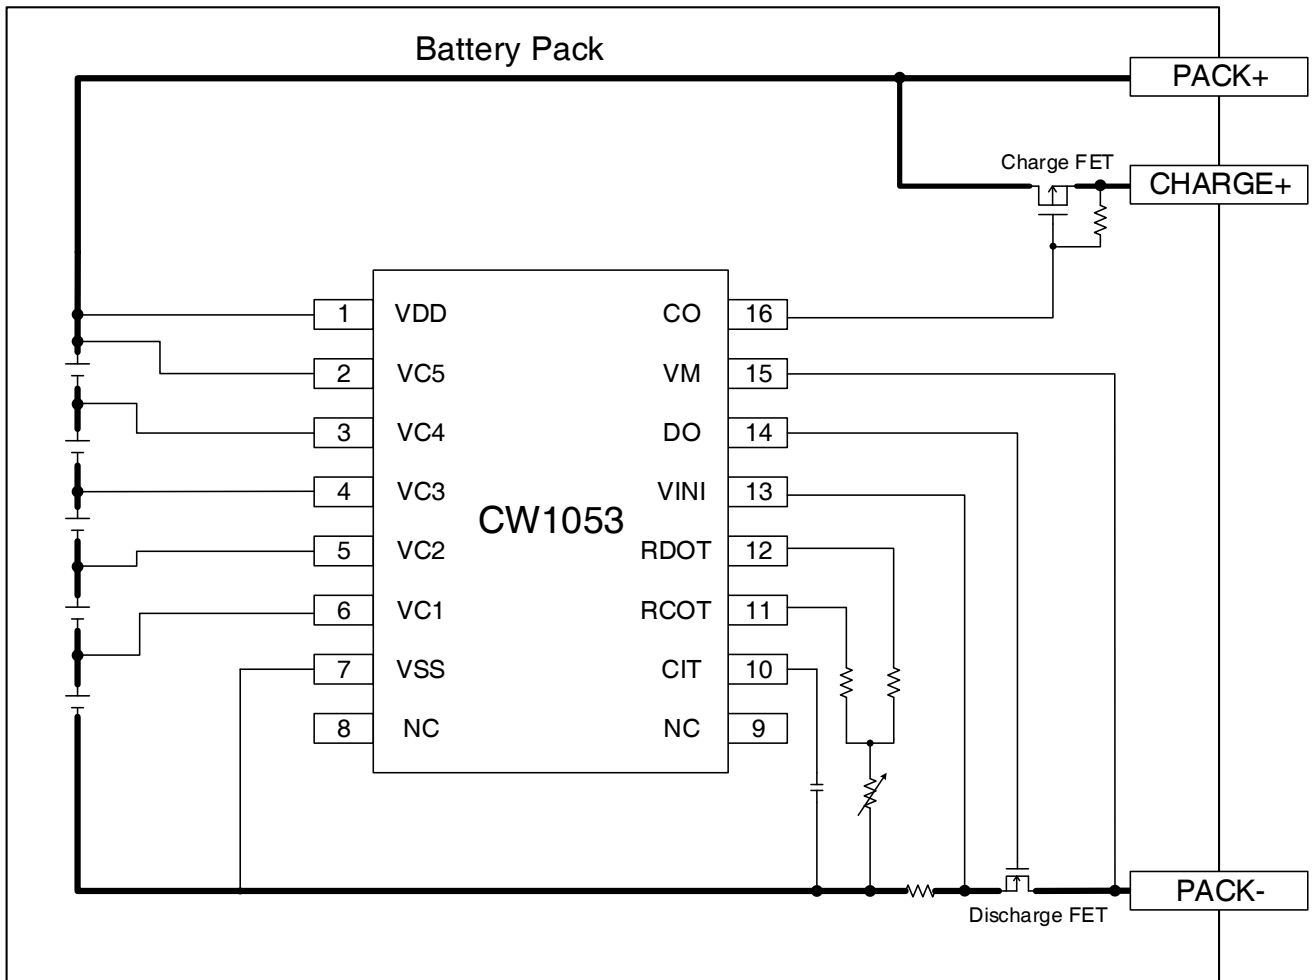 Battery Pack
PACK+
Charge FET
CHARGE+
1 VDD CO 16
2 VC5 VM 15
3 VC4 DO 14
4 VC3 VINI 13
CW1053
5 VC2 RDOT 12
6 VC1 RCOT 11
7 VSS CIT 10
8 NC NC 9
PACK-
Discharge FET